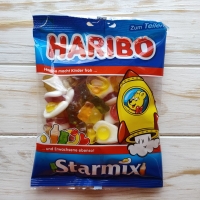 Zum Teilen
HARIBO
Haribo macht Kinder froh ...
... und Erwachsene ebenso!
Starmix